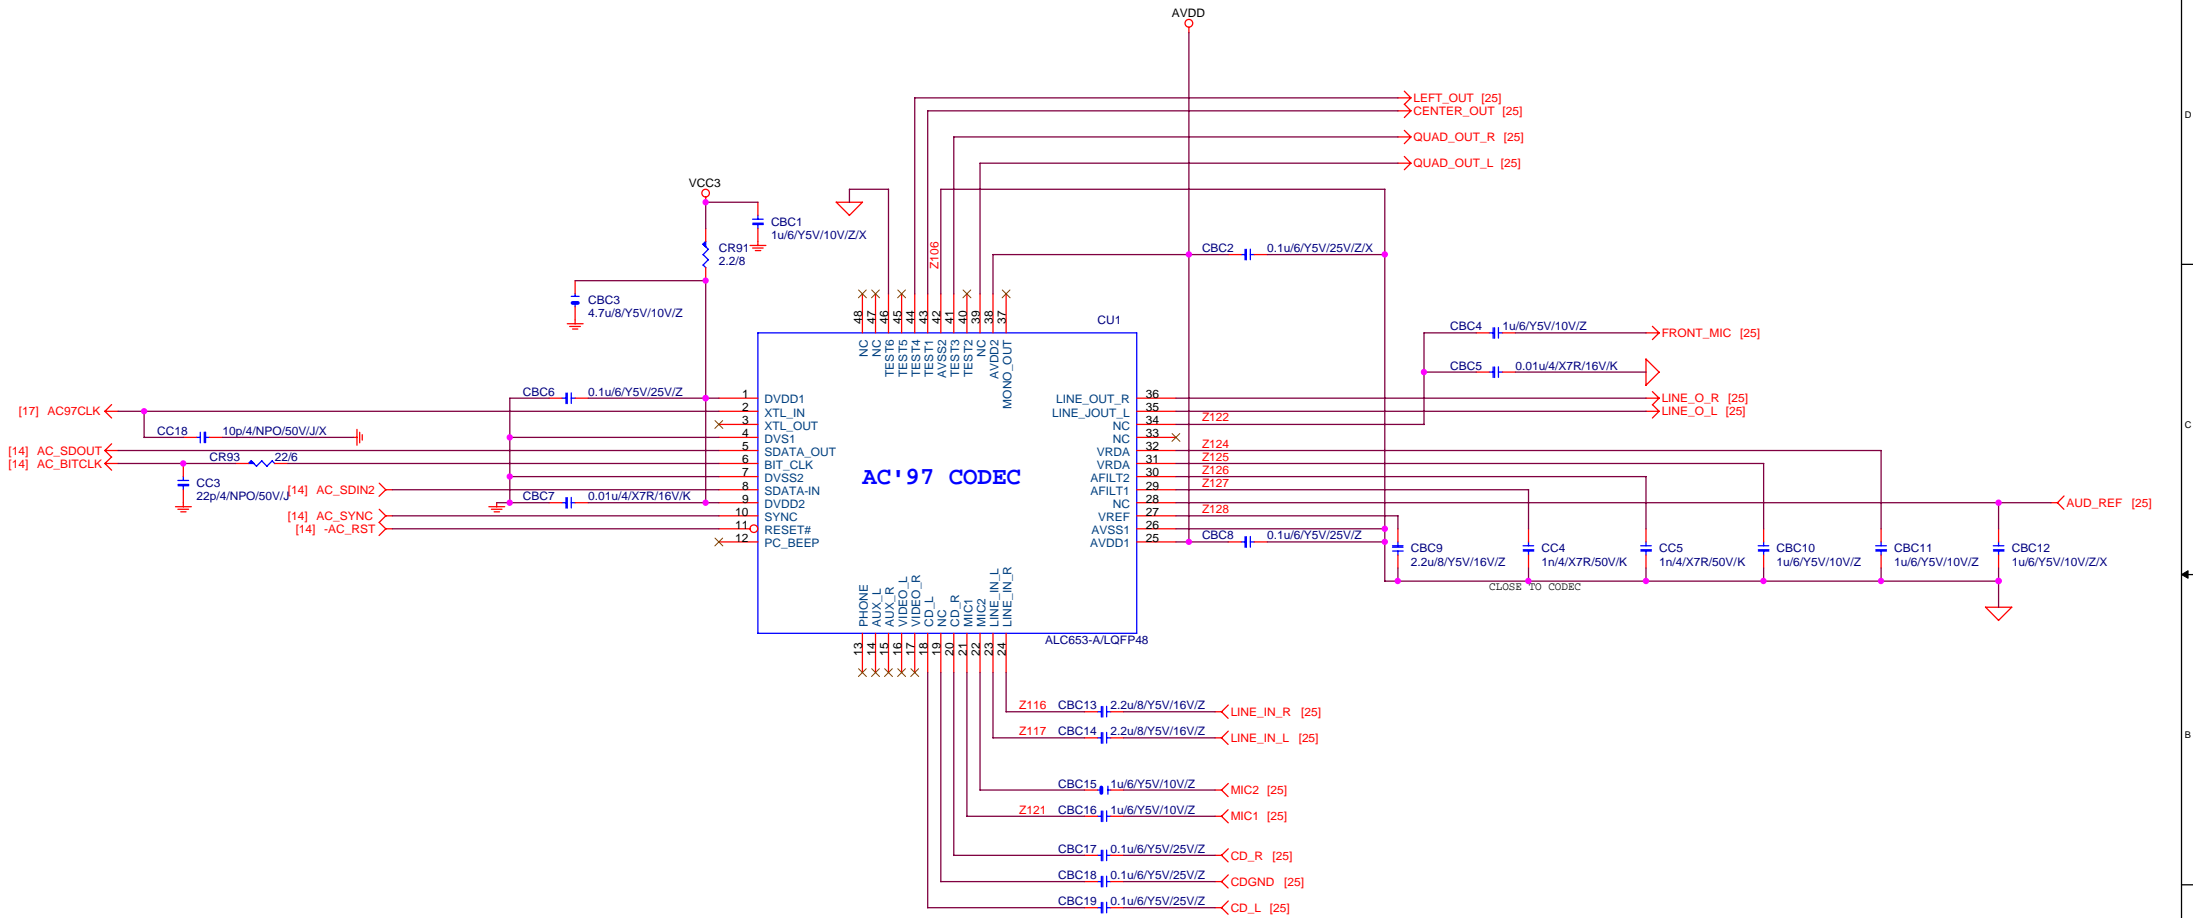 AVDD
D
LEFT_OUT [25]
CENTER_OUT [25]
QUAD_OUT_R [25]
QUAD_OUT_L [25]
VCC3
CBC1
1u/6/Y5V/10V/Z/X
CR91
2.2/8
Z106
CBC2 0.1u/6/Y5V/25V/Z/X
CBC3
4.7u/8/Y5V/10V/Z
48 47 46 45 44 43 42 41 40 39 38 37
CU1
NC NC TEST6 TEST5 TEST4 TEST1 AVSS2 TEST3 TEST2 NC AVDD2 MONO_OUT
CBC4 1u/6/Y5V/10V/Z FRONT_MIC [25]
CBC5 0.01u/4/X7R/16V/K
CBC6 0.1u/6/Y5V/25V/Z
1 DVDD1
LINE_OUT_R 36
LINE_O_R [25]
[17] AC97CLK
2 XTL_IN
LINE_JOUT_L 35
LINE_O_L [25]
3 XTL_OUT
NC 34 Z122
CC18 10p/4/NPO/50V/J/X
4 DVS1
NC 33
C
[14] AC_SDOUT
5 SDATA_OUT
VRDA 32 Z124
[14] AC_BITCLK
CR93 22/6
6 BIT_CLK
VRDA 31 Z125
AC'97 CODEC
7 DVSS2
AFILT2 30 Z126
CC3
22p/4/NPO/50V/J
[14] AC_SDIN2
8 SDATA-IN
AFILT1 29 Z127
CBC7 0.01u/4/X7R/16V/K
9 DVDD2
NC 28
AUD_REF [25]
[14] AC_SYNC
10 SYNC
VREF 27 Z128
[14] -AC_RST
11 RESET#
AVSS1 26
12 PC_BEEP
AVDD1 25
CBC8 0.1u/6/Y5V/25V/Z
CBC9
2.2u/8/Y5V/16V/Z
CC4
1n/4/X7R/50V/K
CC5
1n/4/X7R/50V/K
CBC10
1u/6/Y5V/10V/Z
CBC11
1u/6/Y5V/10V/Z
CBC12
1u/6/Y5V/10V/Z/X
CLOSE TO CODEC
PHONE AUX_L AUX_R VIDEO_L VIDEO_R CD_L NC CD_R MIC1 MIC2 LINE_IN_L LINE_IN_R
ALC653-A/LQFP48
13 14 15 16 17 18 19 20 21 22 23 24
Z116 CBC13 2.2u/8/Y5V/16V/Z LINE_IN_R [25]
Z117 CBC14 2.2u/8/Y5V/16V/Z LINE_IN_L [25]
B
CBC15 1u/6/Y5V/10V/Z MIC2 [25]
Z121 CBC16 1u/6/Y5V/10V/Z MIC1 [25]
CBC17 0.1u/6/Y5V/25V/Z CD_R [25]
CBC18 0.1u/6/Y5V/25V/Z CDGND [25]
CBC19 0.1u/6/Y5V/25V/Z CD_L [25]